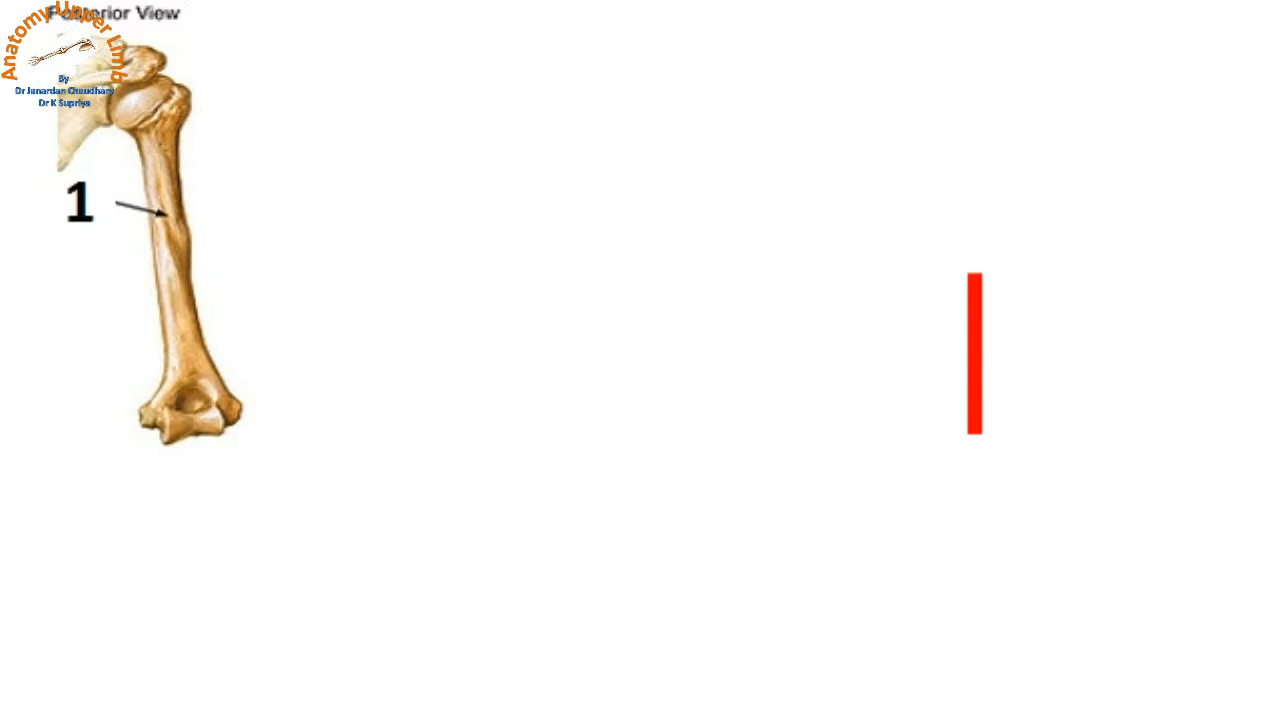 Posterior View
Anatomy Upper Limb
By
Dr Janardan Chaudhary
Dr K Supriya
1